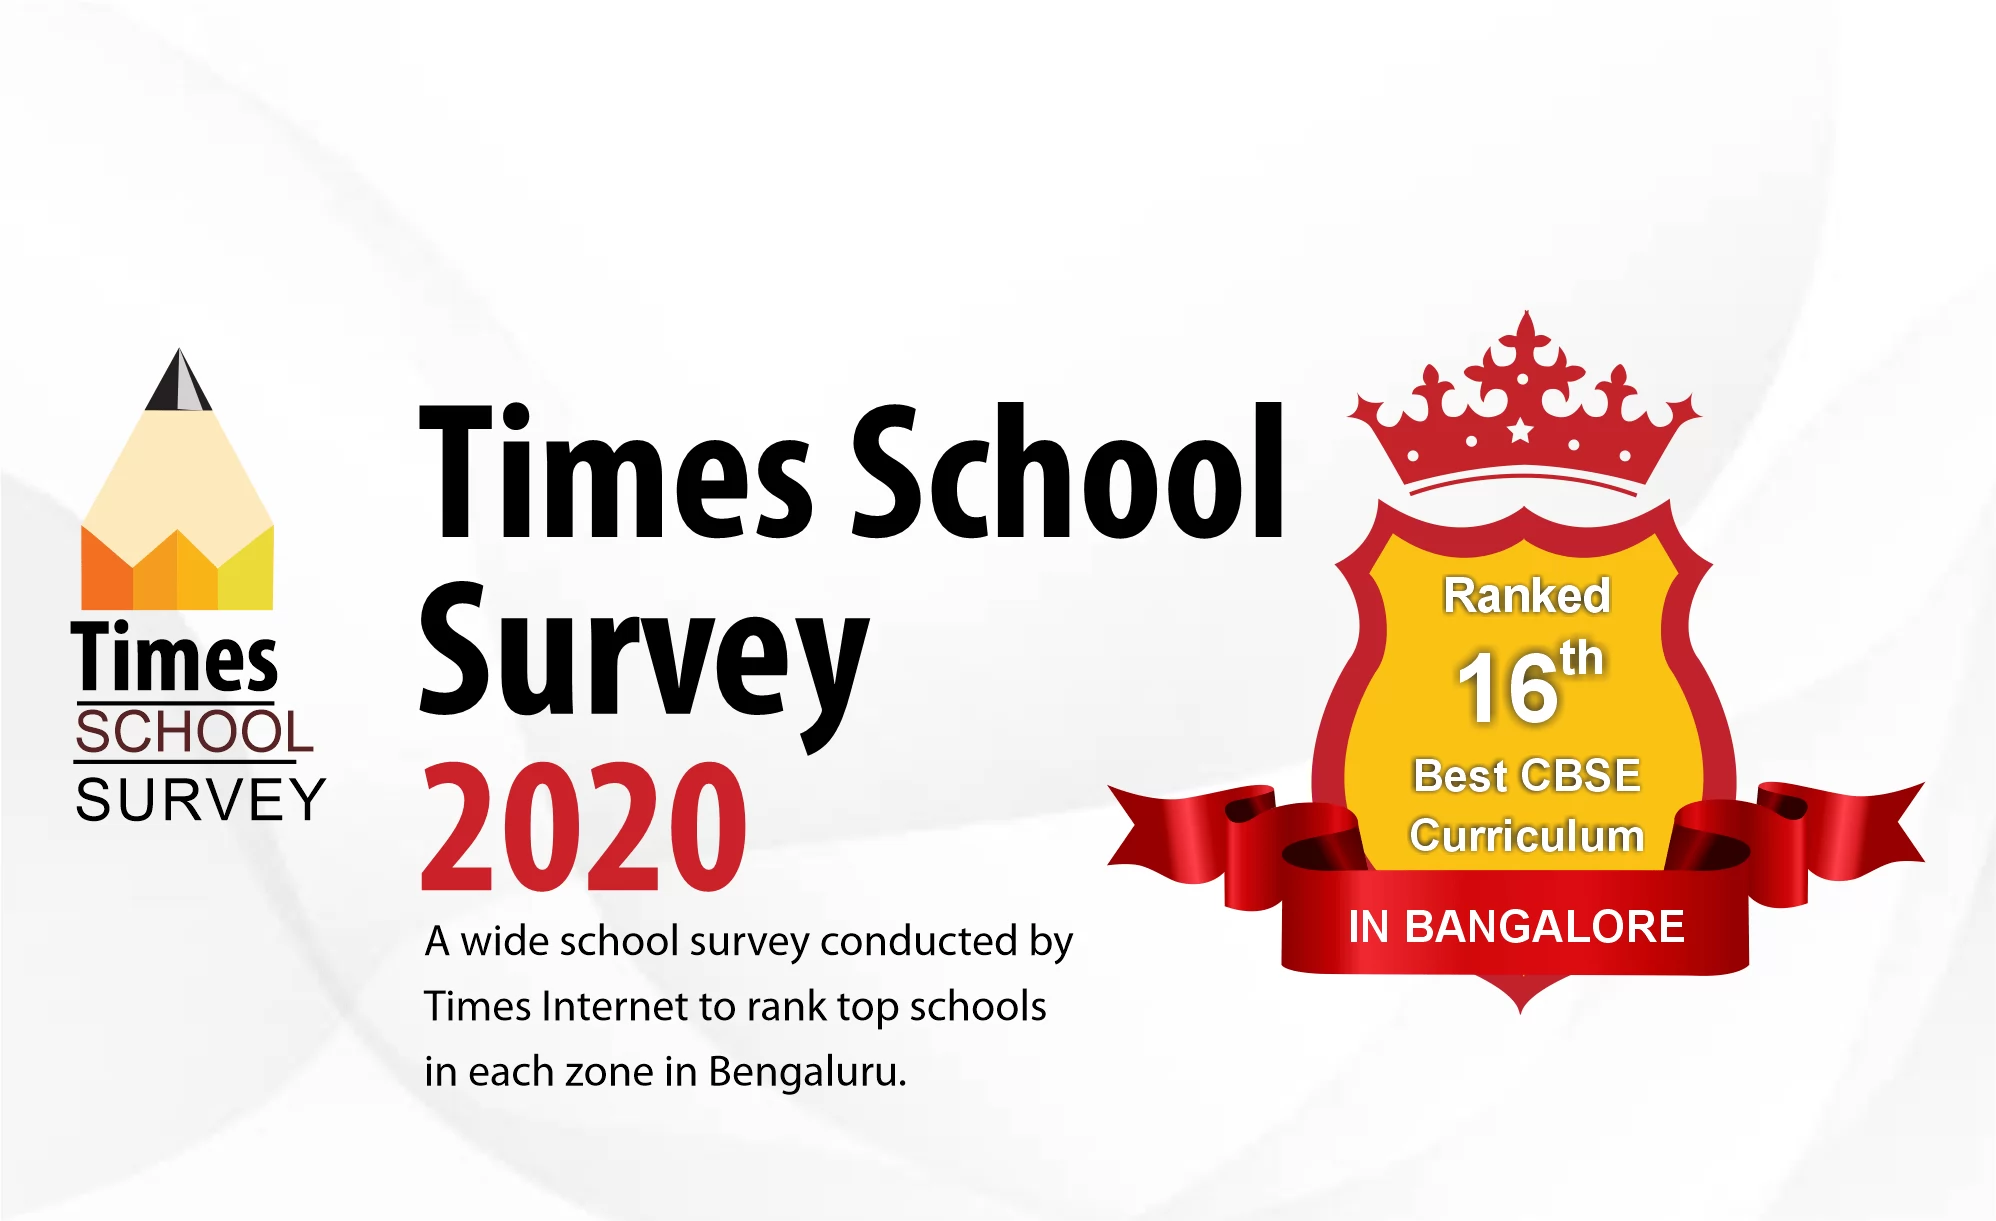 Times
SCHOOL
SURVEY
Times School
Survey
2020
A wide school survey conducted by
Times Internet to rank top schools
in each zone in Bengaluru.
Ranked
16th
Best CBSE
Curriculum
IN BANGALORE